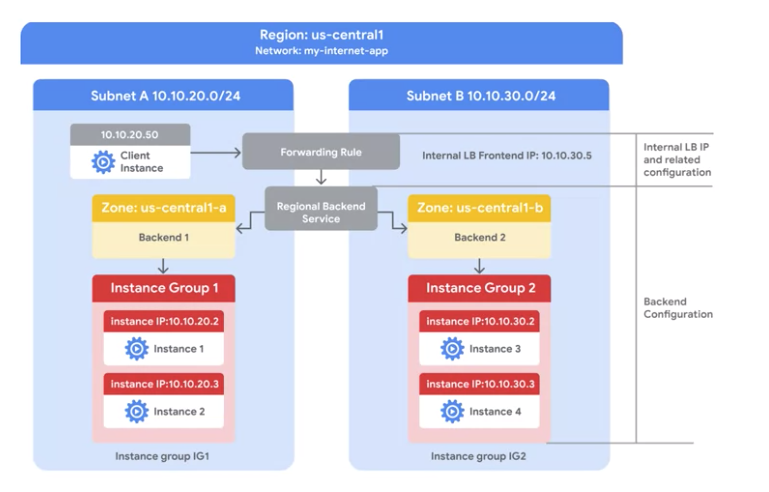 Region: us-central1
Network: my-internet-app
Subnet A 10.10.20.0/24
Subnet B 10.10.30.0/24
10.10.20.50
Client
Instance
Forwarding Rule
Internal LB Frontend IP: 10.10.30.5
Internal LB IP
and related
configuration
Regional Backend
Service
Zone: us-central1-a
Backend 1
Zone: us-central1-b
Backend 2
Instance Group 1
instance IP:10.10.20.2
Instance 1
instance IP:10.10.20.3
Instance 2
Instance group IG1
Instance Group 2
instance IP:10.10.30.2
Instance 3
instance IP:10.10.30.3
Instance 4
Instance group IG2
Backend
Configuration